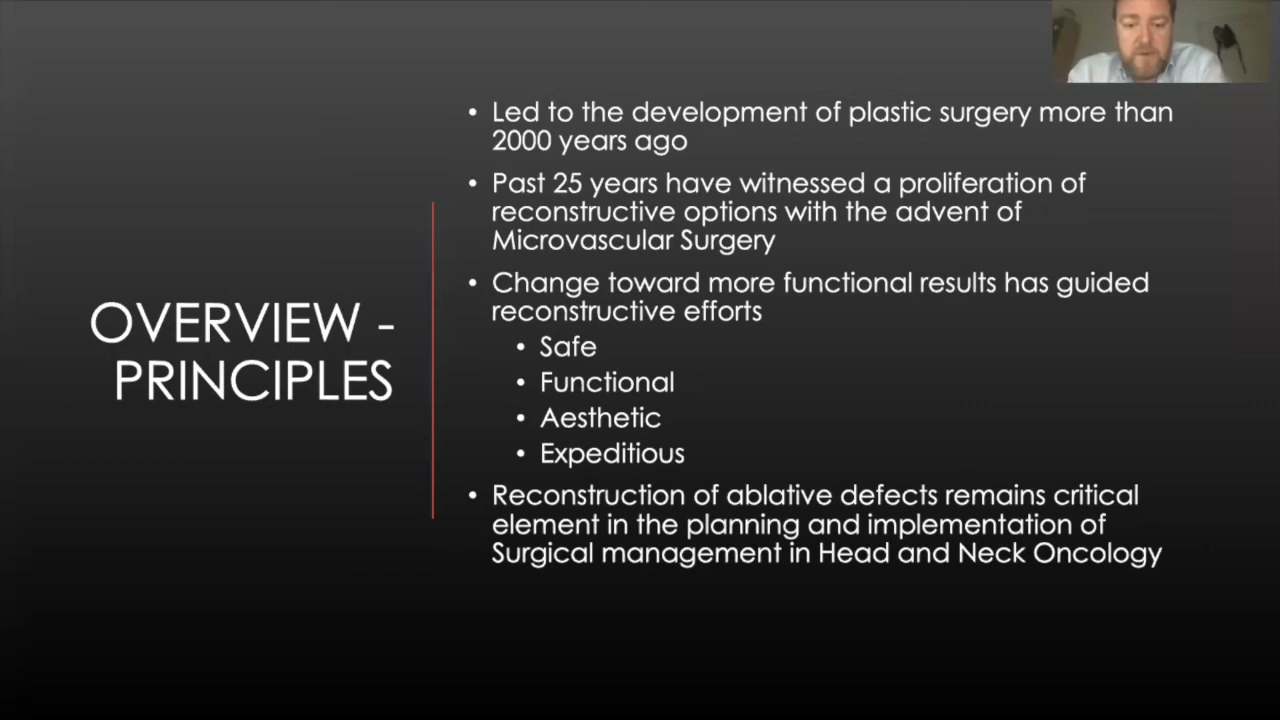 OVERVIEW -
PRINCIPLES
• Led to the development of plastic surgery more than
2000 years ago
• Past 25 years have witnessed a proliferation of
reconstructive options with the advent of
Microvascular Surgery
• Change toward more functional results has guided
reconstructive efforts
• Safe
• Functional
• Aesthetic
• Expeditious
• Reconstruction of ablative defects remains critical
element in the planning and implementation of
Surgical management in Head and Neck Oncology